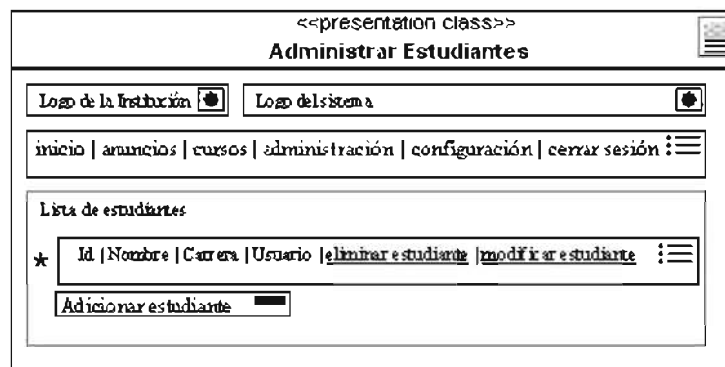 <<presentation class>>
Administrar Estudiantes
Logo de la Institución
Logo del sistema
inicio | anuncios | cursos | administración | configuración | cerrar sesión
Lista de estudiantes
* Id | Nombre | Carrera | Usuario | eliminar estudiante | modificar estudiante
Adicionar estudiante